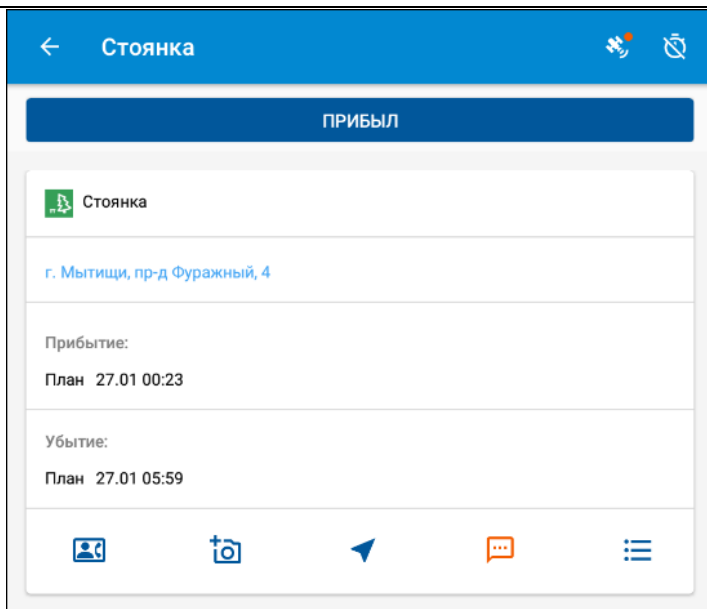 Стоянка
ПРИБЫЛ
Стоянка
г. Мытищи, пр-д Фуражный, 4
Прибытие:
План 27.01 00:23
Убытие:
План 27.01 05:59